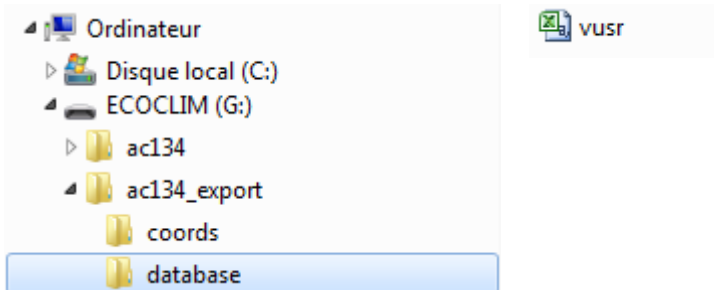 Ordinateur
Disque local (C:)
ECOCLIM (G:)
ac134
ac134_export
coords
database
vusr